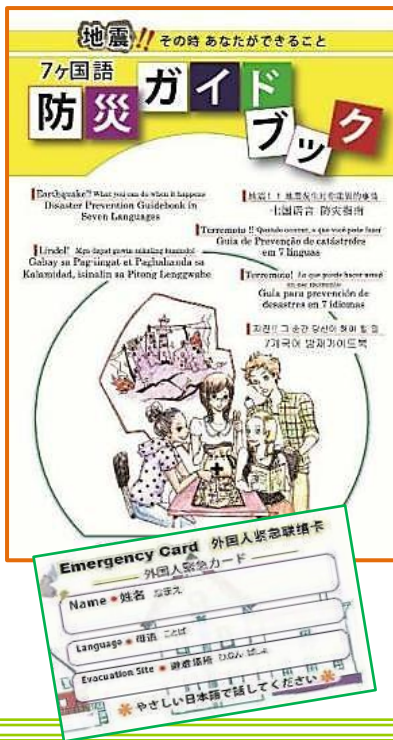 地震!! その時 あなたができること
7ヶ国語
防災ガイドブック
Earthquake!! What you can do when it happens
Disaster Prevention Guidebook in
Seven Languages
地震！！ 地震发生时你能做的事情
七国语言 防灾指南
Terremoto !! Quando ocorrer, o que você pode fazer
Guia de Prevenção de catástrofes
em 7 línguas
Lindol! Mga dapat gawin
Gabay sa Pag-iingat at Paghahanda sa
Kalamidad, isinalin sa Pitong Lenggwahe
Terremoto! Lo que puede hacer usted
en ese momento
Guía para prevención de
desastres en 7 idiomas
지진!! 그 순간 당신이 해야 할 일
7개국어 방재가이드북
Emergency Card 外国人紧急联络卡
外国人緊急カード
Name 姓名 なまえ
Language 母语 ことば
Evacuation Site 避難場所 ひなん ばしょ
やさしい日本語で話してください